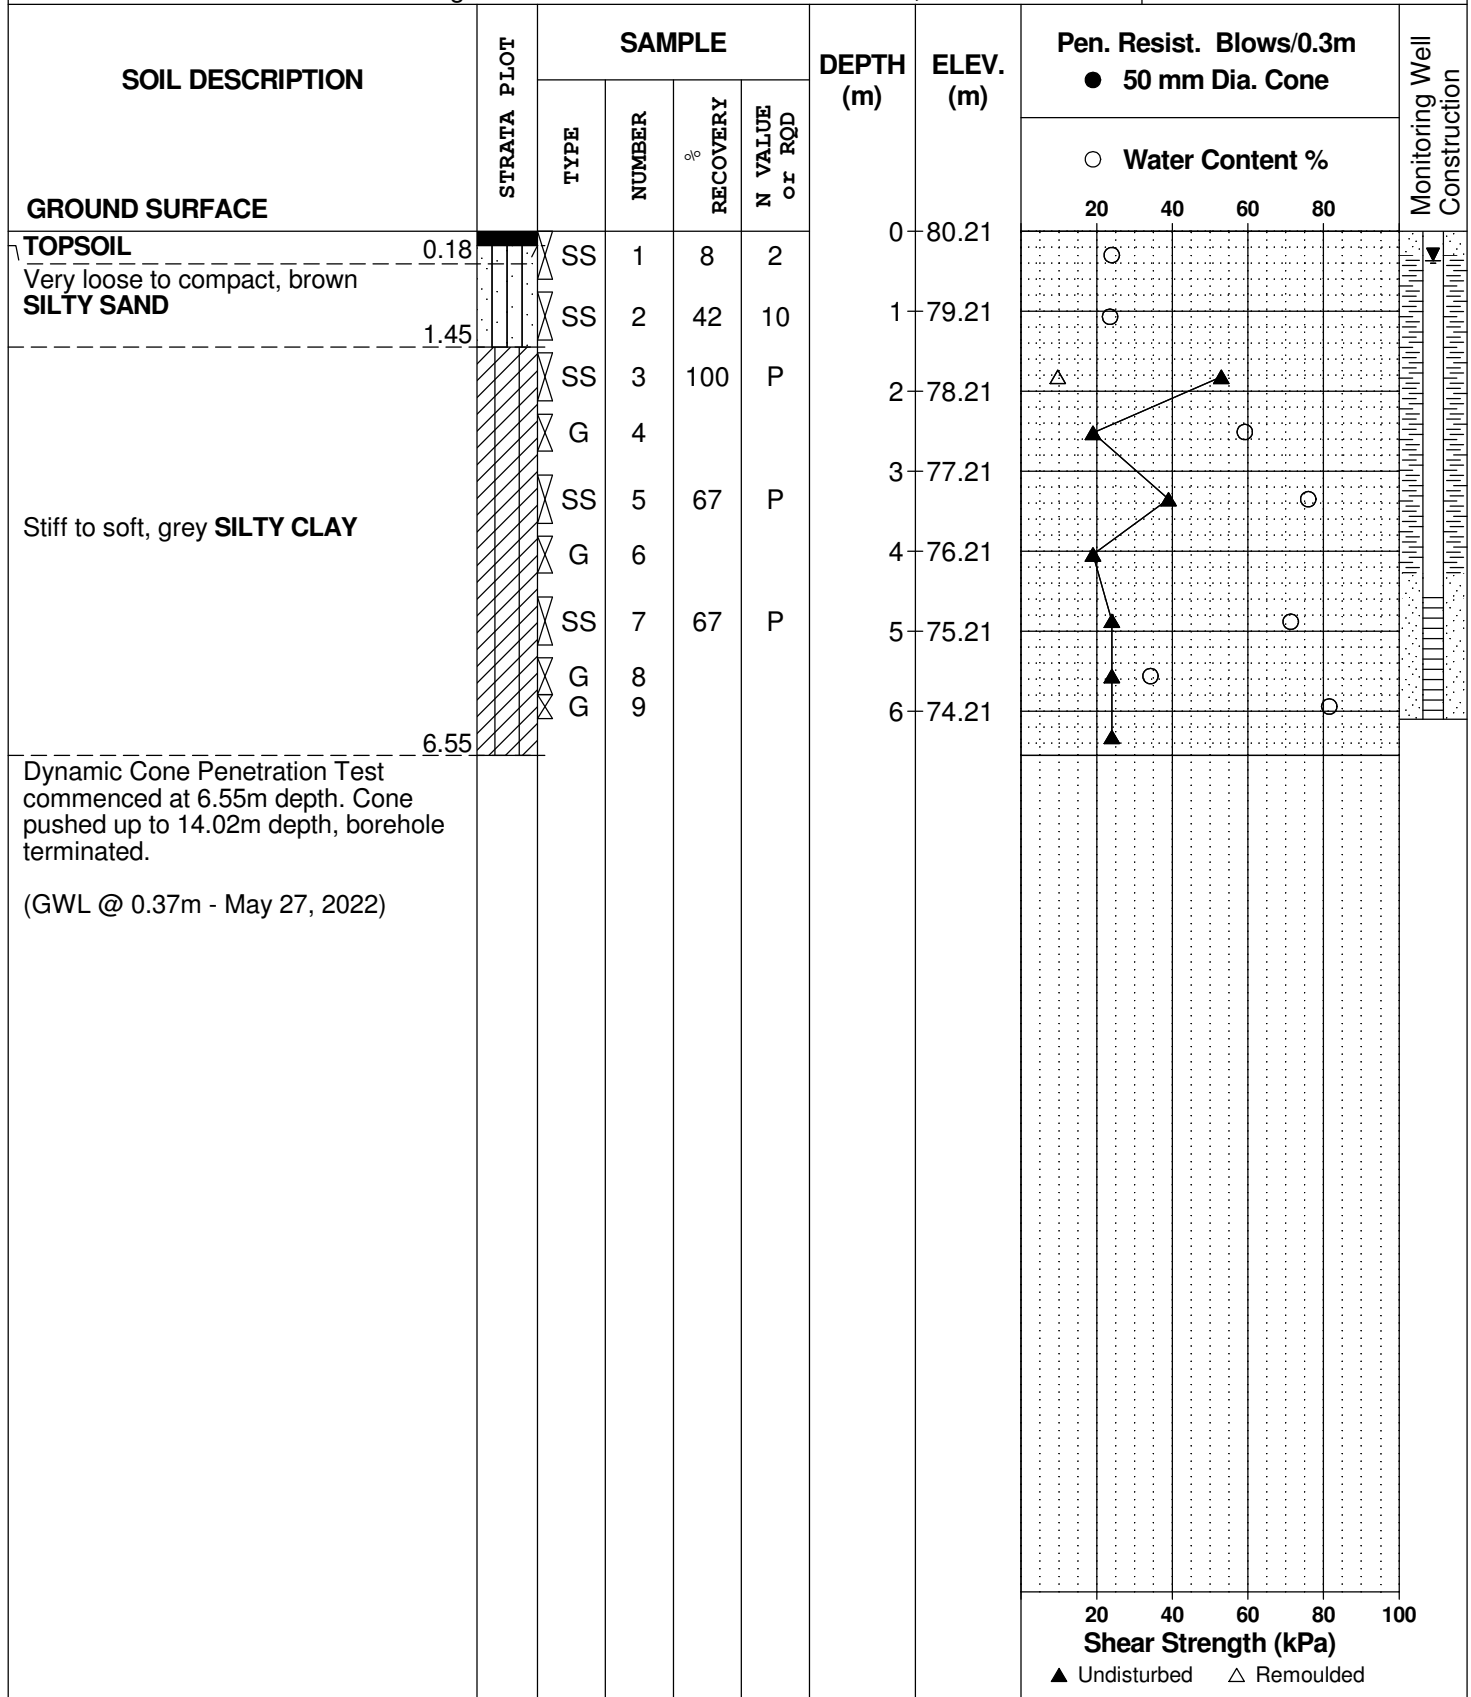 SOIL DESCRIPTION
GROUND SURFACE
STRATA PLOT
SAMPLE
TYPE
NUMBER
% RECOVERY
N VALUE or RQD
DEPTH (m)
ELEV. (m)
Pen. Resist. Blows/0.3m
● 50 mm Dia. Cone
○ Water Content %
20 40 60 80
Monitoring Well Construction
TOPSOIL 0.18
Very loose to compact, brown
SILTY SAND
1.45
Stiff to soft, grey SILTY CLAY
6.55
Dynamic Cone Penetration Test
commenced at 6.55m depth. Cone
pushed up to 14.02m depth, borehole
terminated.
(GWL @ 0.37m - May 27, 2022)
SS 1 8 2
SS 2 42 10
SS 3 100 P
G 4
SS 5 67 P
G 6
SS 7 67 P
G 8
G 9
0 80.21
1 79.21
2 78.21
3 77.21
4 76.21
5 75.21
6 74.21
20 40 60 80 100
Shear Strength (kPa)
▲ Undisturbed △ Remoulded